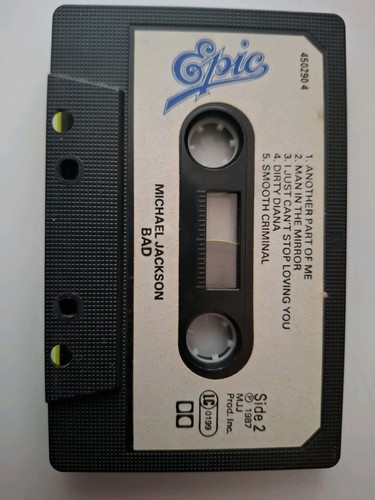 Epic
450290 4
1. ANOTHER PART OF ME
2. MAN IN THE MIRROR
3. I JUST CAN'T STOP LOVING YOU
4. DIRTY DIANA
5. SMOOTH CRIMINAL
MICHAEL JACKSON
BAD
Side 2
Ⓟ 1987
MJJ
Prod. Inc.
LC 0199